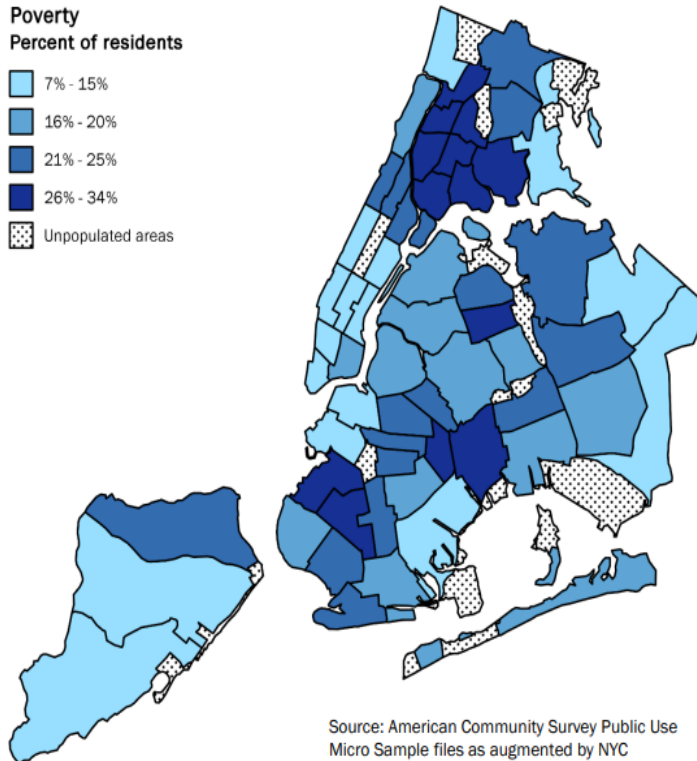 Poverty
Percent of residents
7% - 15%
16% - 20%
21% - 25%
26% - 34%
Unpopulated areas
Source: American Community Survey Public Use
Micro Sample files as augmented by NYC